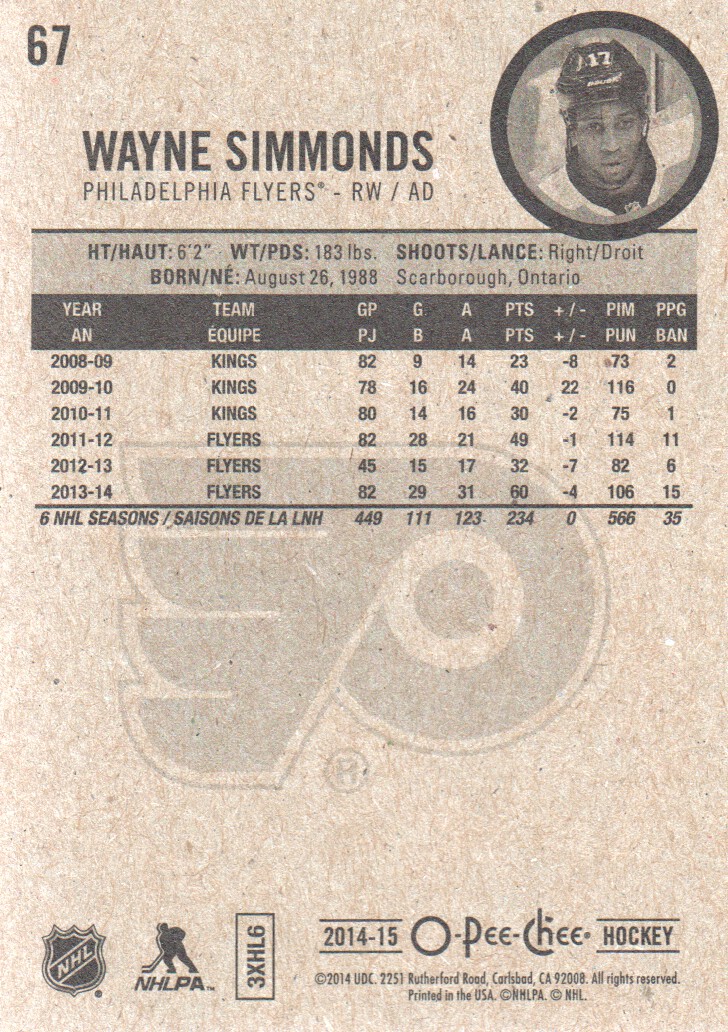 67
17
WAYNE SIMMONDS
PHILADELPHIA FLYERS® - RW / AD
HT/HAUT: 6'2" WT/PDS: 183 lbs. SHOOTS/LANCE: Right/Droit
BORN/NÉ: August 26, 1988 Scarborough, Ontario
YEAR TEAM GP G A PTS + / - PIM PPG
AN ÉQUIPE PJ B A PTS + / - PUN BAN
2008-09 KINGS 82 9 14 23 -8 73 2
2009-10 KINGS 78 16 24 40 22 116 0
2010-11 KINGS 80 14 16 30 -2 75 1
2011-12 FLYERS 82 28 21 49 -1 114 11
2012-13 FLYERS 45 15 17 32 -7 82 6
2013-14 FLYERS 82 29 31 60 -4 106 15
6 NHL SEASONS / SAISONS DE LA LNH 449 111 123 234 0 566 35
®
NHL ®
NHLPA™
3XHL6
2014-15 O-Pee-Chee® HOCKEY
©2014 UDC. 2251 Rutherford Road, Carlsbad, CA 92008. All rights reserved.
Printed in the USA. ©NHLPA. © NHL.